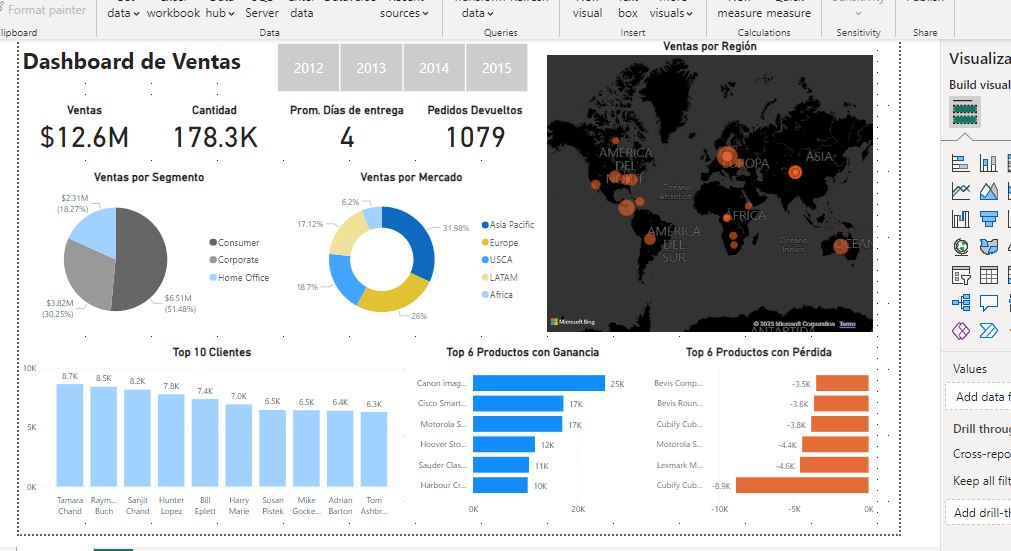 Format painter
data
workbook
hub
Server
data
sources
data
visual
box
visuals
measure
measure
Sensitivity
lipboard
Data
Queries
Insert
Calculations
Sensitivity
Share
Dashboard de Ventas
2012
2013
2014
2015
Ventas
$12.6M
Cantidad
178.3K
Prom. Días de entrega
4
Pedidos Devueltos
1079
Ventas por Región
AMÉRICA
DEL
EUROPA
ASIA
Océano
Atlántico
ÁFRICA
AMÉRICA
DEL
SUR
Océano
Índico
OCEAN
Microsoft Bing
© 2023 Microsoft Corporation Terms
ANTÁRTIDA
Ventas por Segmento
$2.31M
(18.27%)
$3.82M
(30.25%)
$6.51M
(51.48%)
Consumer
Corporate
Home Office
Ventas por Mercado
6.2%
17.12%
31.98%
18.7%
26%
Asia Pacific
Europe
USCA
LATAM
Africa
Top 10 Clientes
10K
5K
0K
8.7K
8.5K
8.2K
7.8K
7.4K
7.0K
6.5K
6.5K
6.4K
6.3K
Tamara
Chand
Raym...
Buch
Sanjit
Chand
Hunter
Lopez
Bill
Eplett
Harry
Marie
Susan
Pistek
Mike
Gocke...
Adrian
Barton
Tom
Ashbr...
Top 6 Productos con Ganancia
Canon imag... 25K
Cisco Smart... 17K
Motorola S... 17K
Hoover Sto... 12K
Sauder Clas... 11K
Harbour Cr... 10K
0K 20K
Top 6 Productos con Pérdida
Bevis Comp... -3.5K
Bevis Roun... -3.6K
Cubify Cub... -3.8K
Motorola S... -4.4K
Lexmark M... -4.6K
Cubify Cub... -8.9K
-10K -5K 0K
Visualiza
Build visual
Values
Add data f
Drill throug
Cross-repo
Keep all filt
Add drill-th